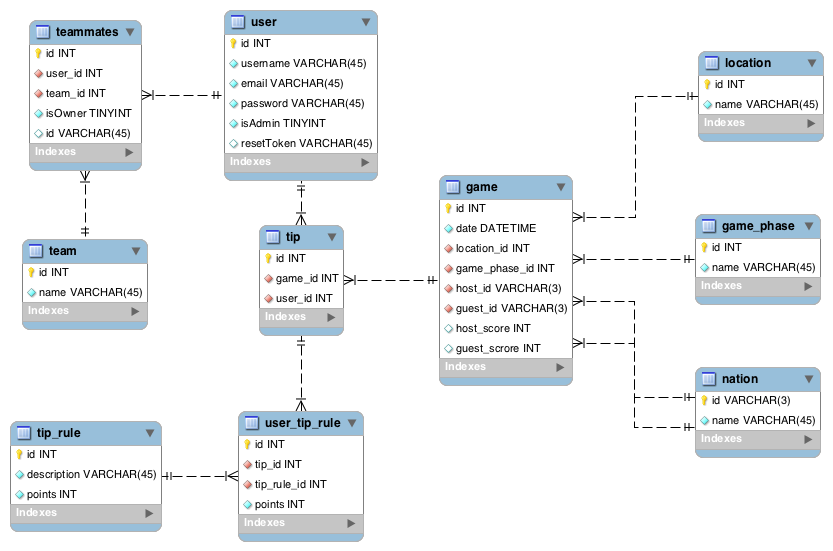 teammates
id INT
user_id INT
team_id INT
isOwner TINYINT
id VARCHAR(45)
Indexes
user
id INT
username VARCHAR(45)
email VARCHAR(45)
password VARCHAR(45)
isAdmin TINYINT
resetToken VARCHAR(45)
Indexes
location
id INT
name VARCHAR(45)
Indexes
game
id INT
date DATETIME
location_id INT
game_phase_id INT
host_id VARCHAR(3)
guest_id VARCHAR(3)
host_score INT
guest_scrore INT
Indexes
game_phase
id INT
name VARCHAR(45)
Indexes
team
id INT
name VARCHAR(45)
Indexes
tip
id INT
game_id INT
user_id INT
Indexes
nation
id VARCHAR(3)
name VARCHAR(45)
Indexes
tip_rule
id INT
description VARCHAR(45)
points INT
Indexes
user_tip_rule
id INT
tip_id INT
tip_rule_id INT
points INT
Indexes